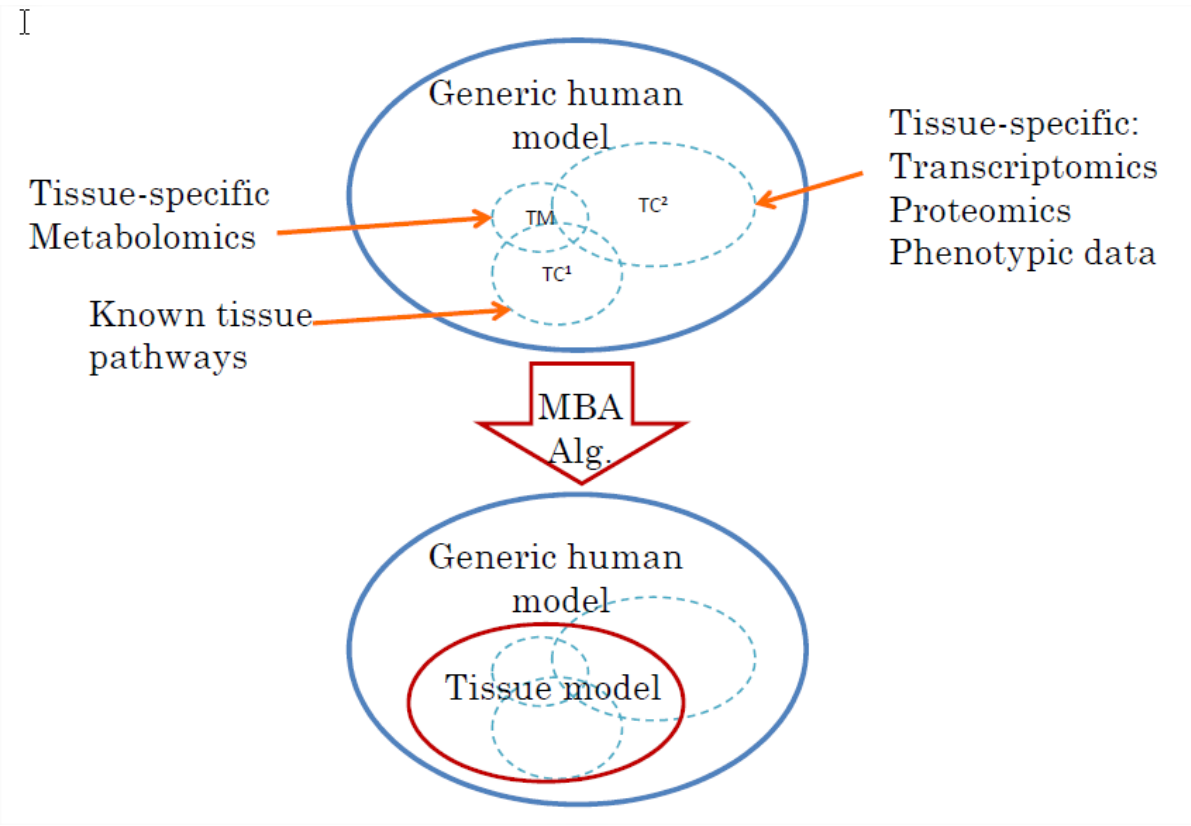 Generic human
model
Tissue-specific:
Transcriptomics
Proteomics
Phenotypic data
Tissue-specific
Metabolomics
TM
TC²
TC¹
Known tissue
pathways
MBA
Alg.
Generic human
model
Tissue model